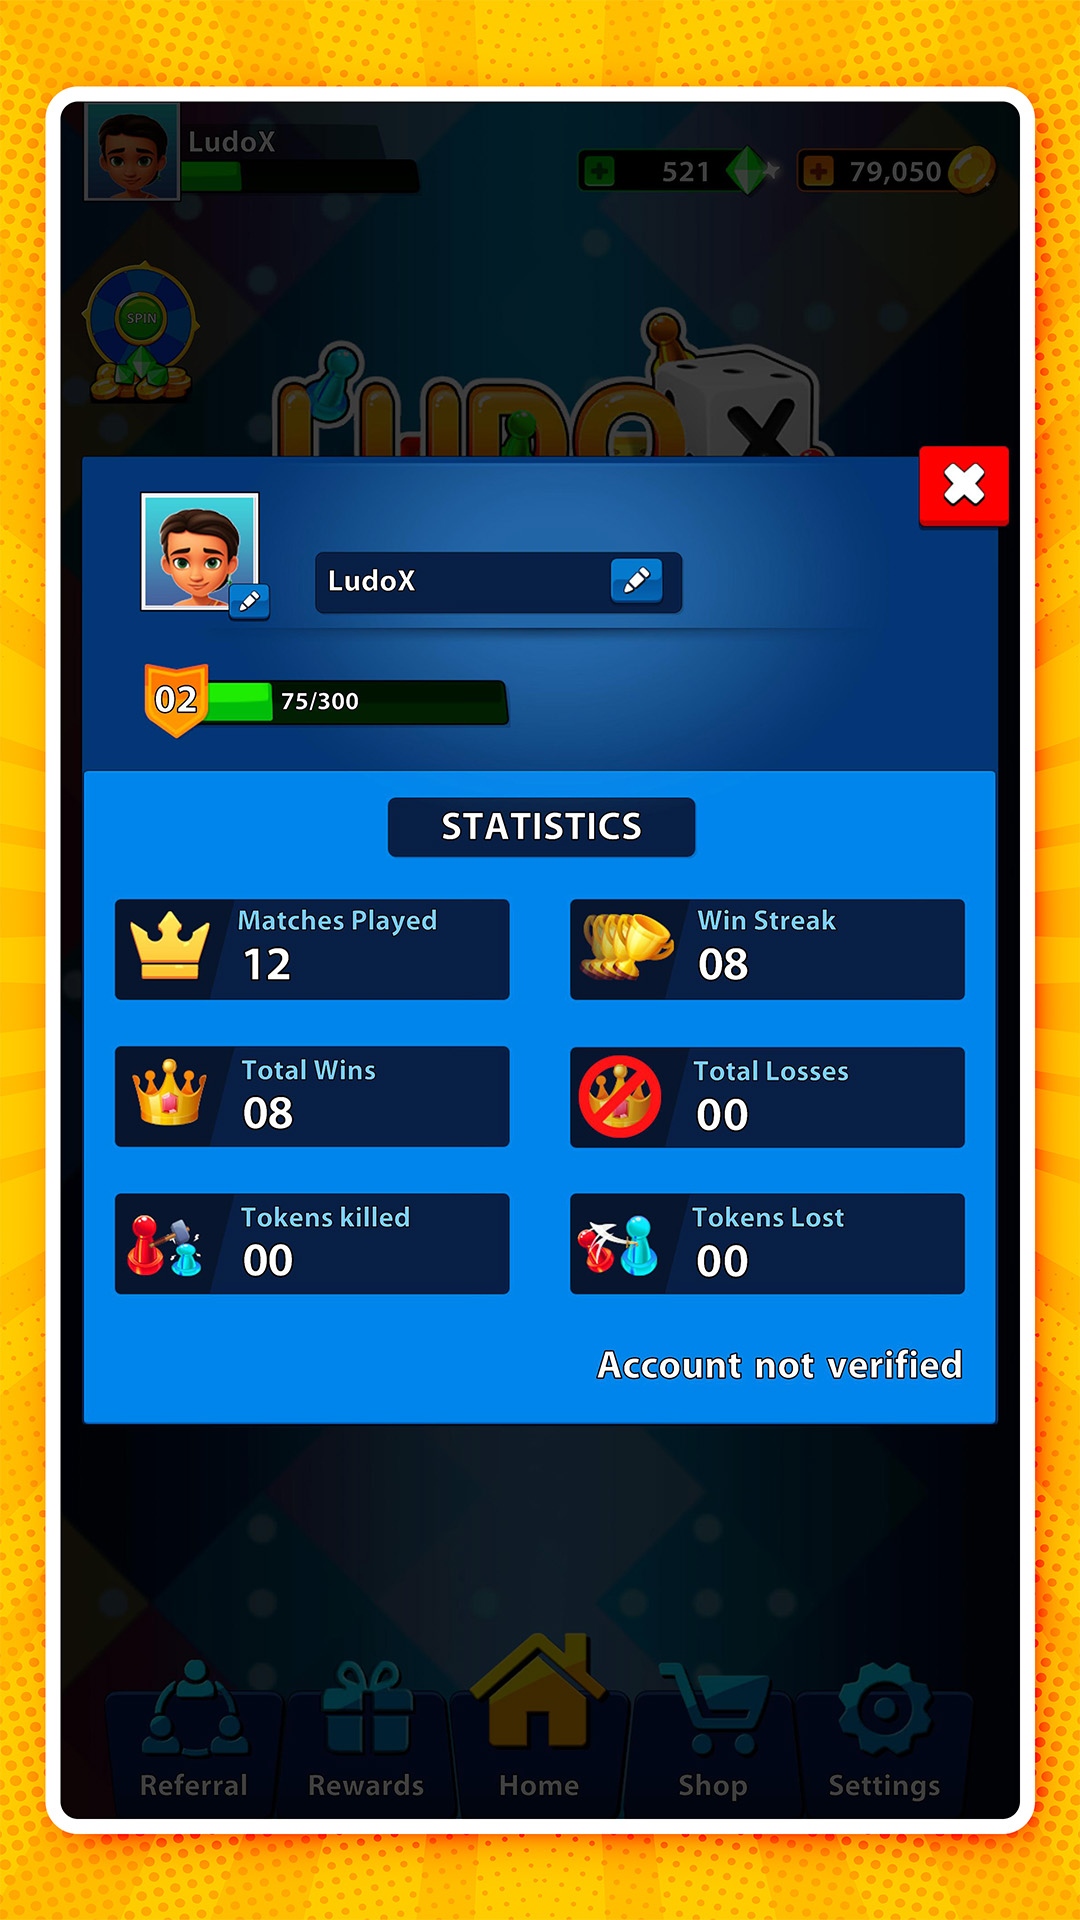 LudoX
521
79,050
SPIN
LUDO X
LudoX
02
75/300
STATISTICS
Matches Played
12
Win Streak
08
Total Wins
08
Total Losses
00
Tokens killed
00
Tokens Lost
00
Account not verified
Referral
Rewards
Home
Shop
Settings